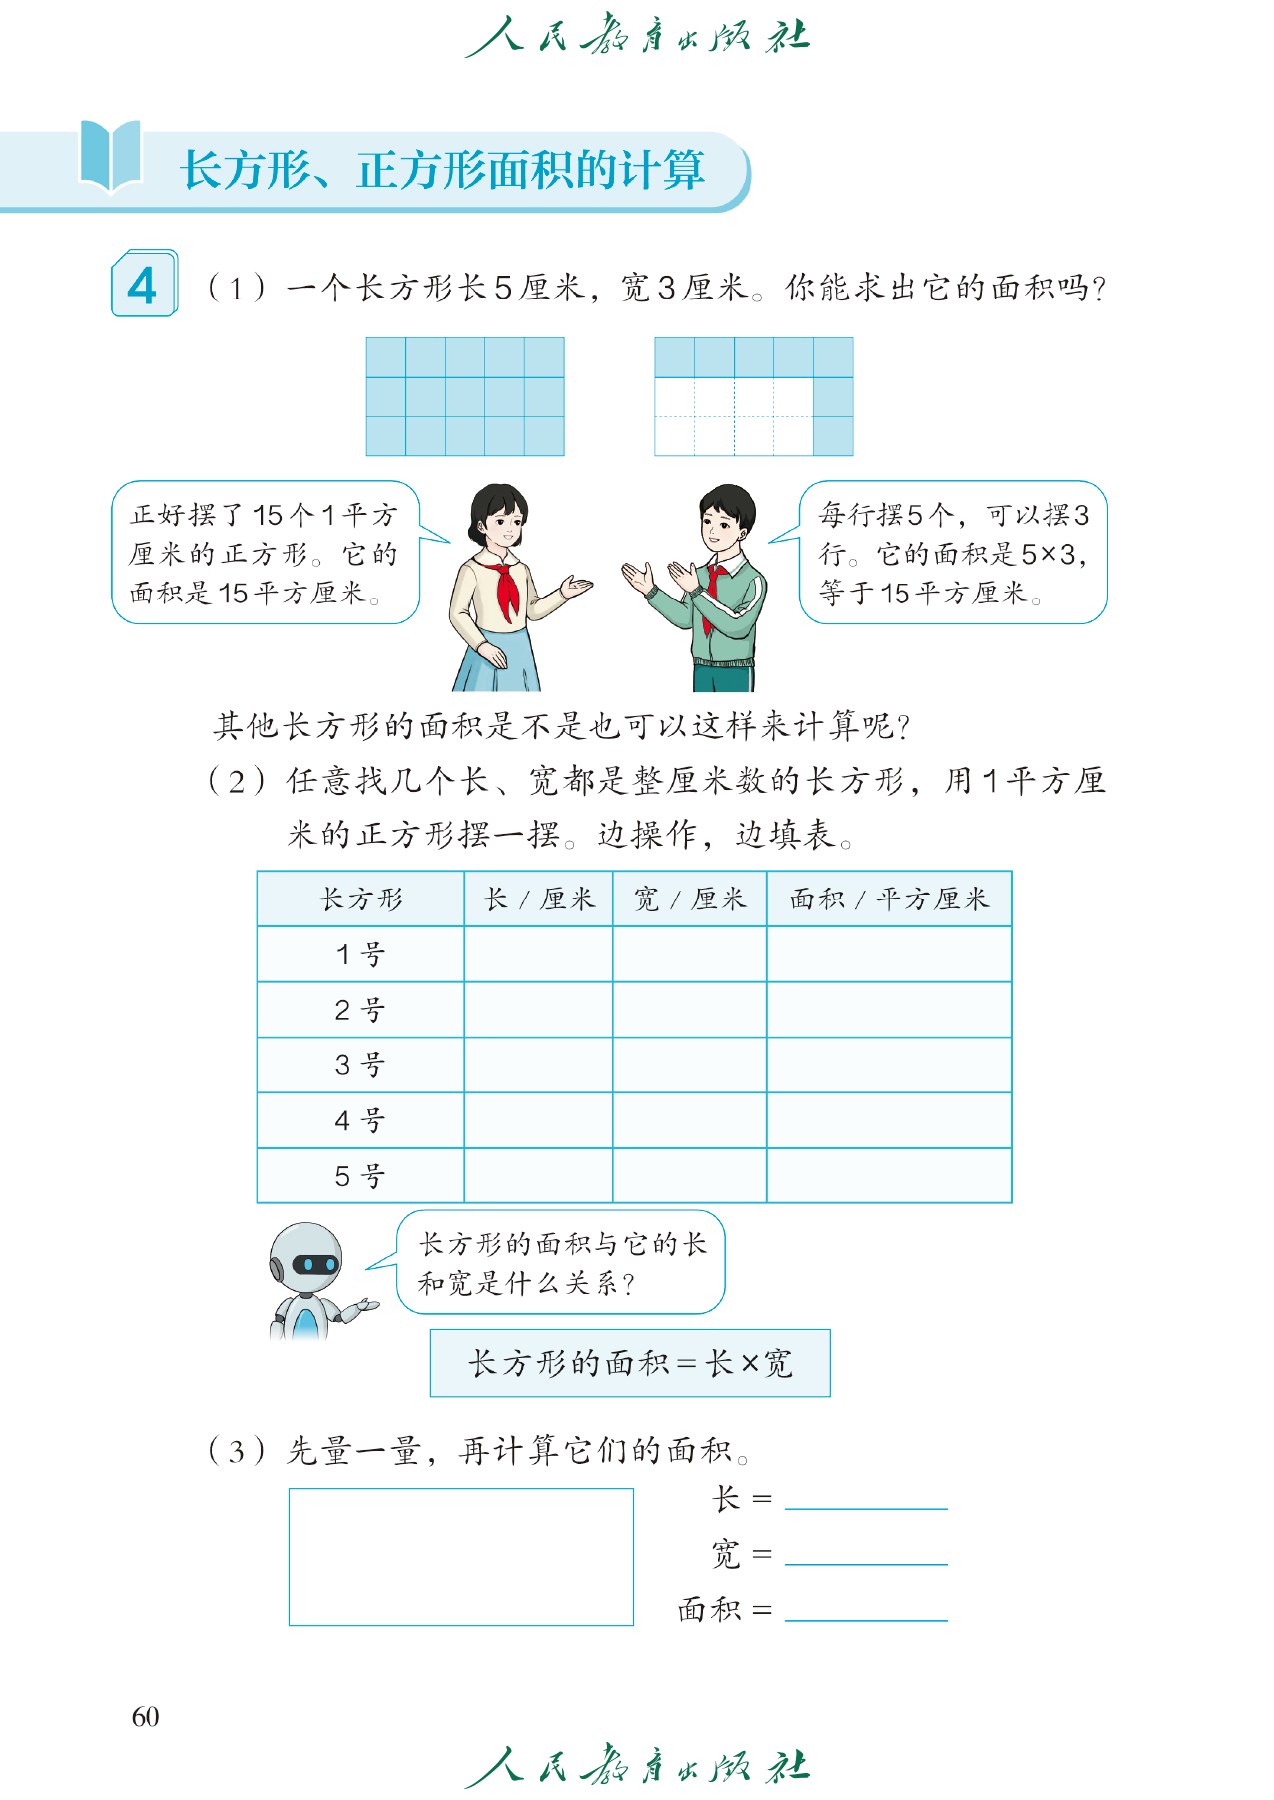 人民教育出版社
长方形、正方形面积的计算
4 （1）一个长方形长5厘米，宽3厘米。你能求出它的面积吗？
正好摆了15个1平方
厘米的正方形。它的
面积是15平方厘米。
每行摆5个，可以摆3
行。它的面积是5×3，
等于15平方厘米。
其他长方形的面积是不是也可以这样来计算呢？
（2）任意找几个长、宽都是整厘米数的长方形，用1平方厘
米的正方形摆一摆。边操作，边填表。
长方形 长/厘米 宽/厘米 面积/平方厘米
1号
2号
3号
4号
5号
长方形的面积与它的长
和宽是什么关系？
长方形的面积=长×宽
（3）先量一量，再计算它们的面积。
长=
宽=
面积=
60
人民教育出版社